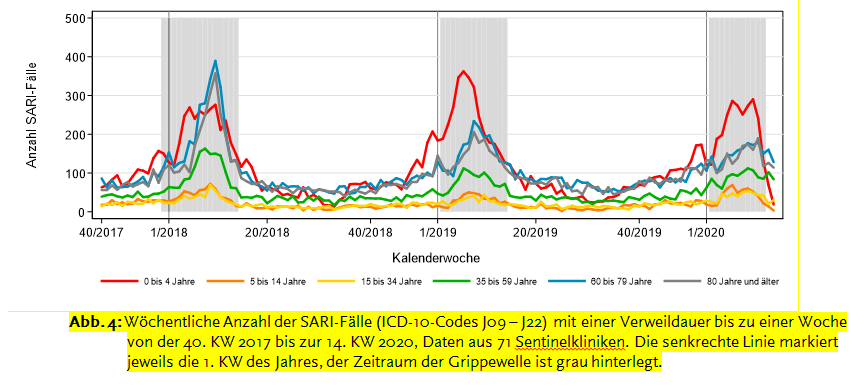 500
400
300
200
100
0
Anzahl SARI-Fälle
40/2017 1/2018 20/2018 40/2018 1/2019 20/2019 40/2019 1/2020
Kalenderwoche
0 bis 4 Jahre 5 bis 14 Jahre 15 bis 34 Jahre 35 bis 59 Jahre 60 bis 79 Jahre 80 Jahre und älter
Abb. 4: Wöchentliche Anzahl der SARI-Fälle (ICD-10-Codes J09 – J22) mit einer Verweildauer bis zu einer Woche
von der 40. KW 2017 bis zur 14. KW 2020, Daten aus 71 Sentinelkliniken. Die senkrechte Linie markiert
jeweils die 1. KW des Jahres, der Zeitraum der Grippewelle ist grau hinterlegt.